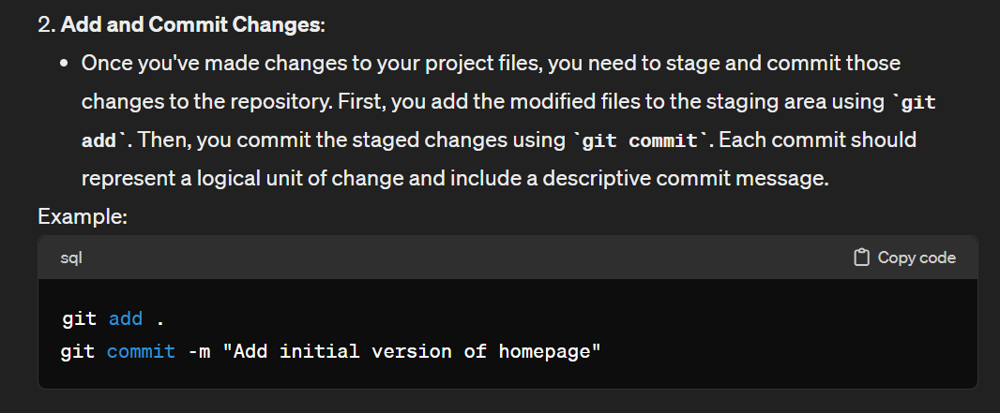 2. Add and Commit Changes:
• Once you've made changes to your project files, you need to stage and commit those
changes to the repository. First, you add the modified files to the staging area using `git
add`. Then, you commit the staged changes using `git commit`. Each commit should
represent a logical unit of change and include a descriptive commit message.
Example:
sql Copy code
git add .
git commit -m "Add initial version of homepage"